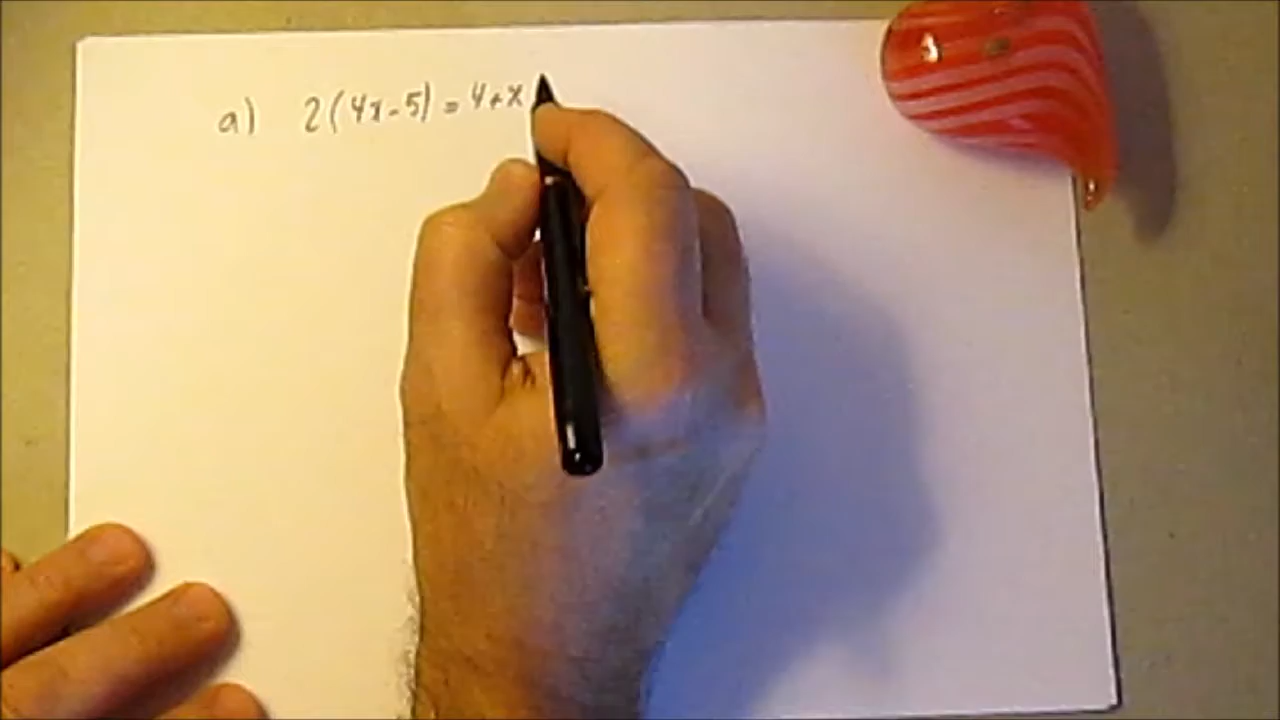 a) 2(4x-5) = 4+x